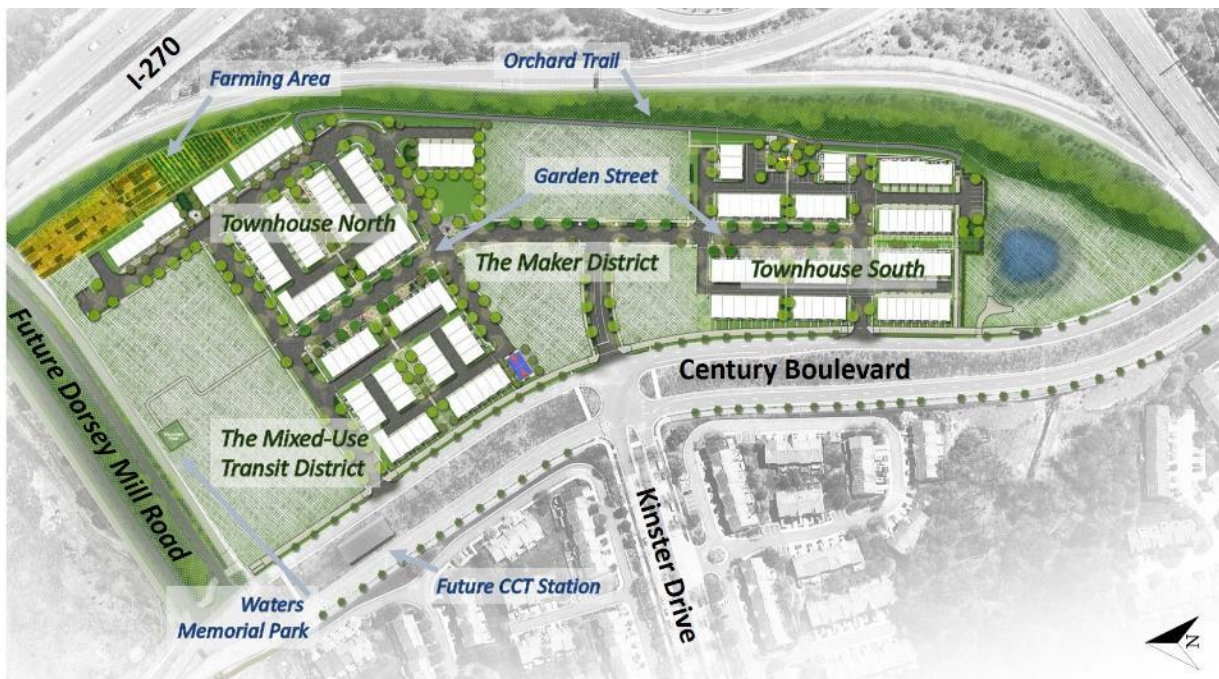 I-270
Farming Area
Orchard Trail
Garden Street
Townhouse North
The Maker District
Townhouse South
Future Dorsey Mill Road
Century Boulevard
The Mixed-Use
Transit District
Kinster Drive
Future CCT Station
Waters
Memorial Park
N